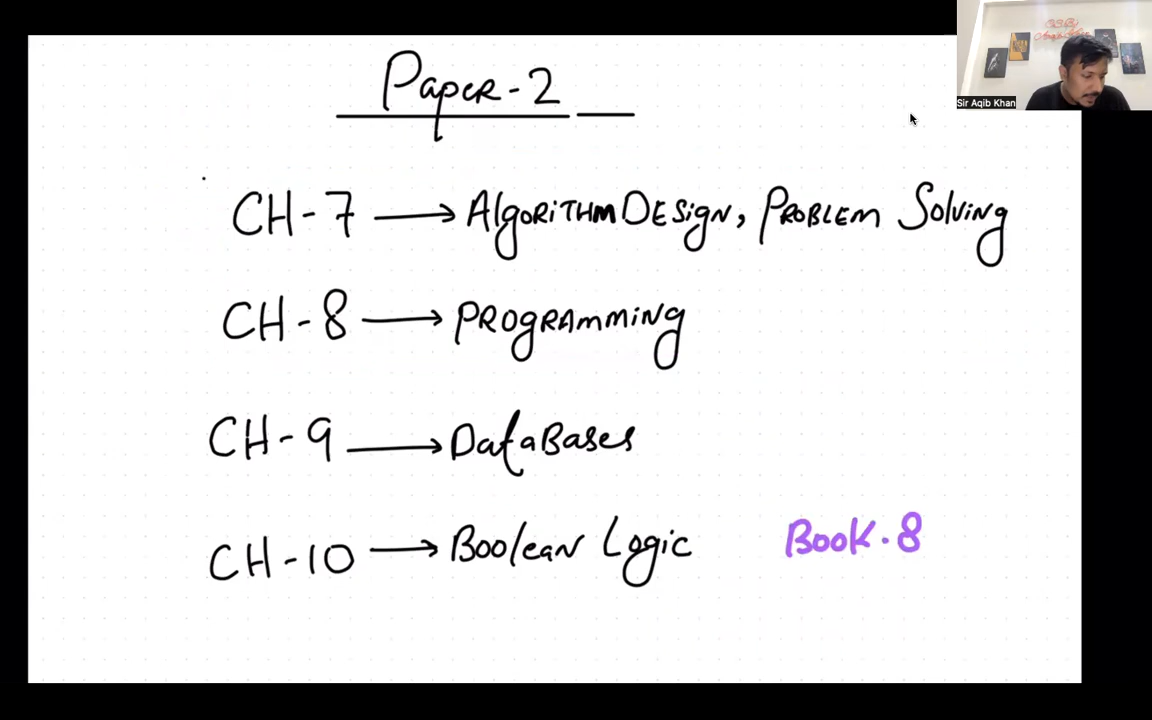 Paper-2
CH-7 → Algorithm Design, Problem Solving
CH-8 → Programming
CH-9 → DataBases
CH-10 → Boolean Logic
Book.8
Sir Aqib Khan